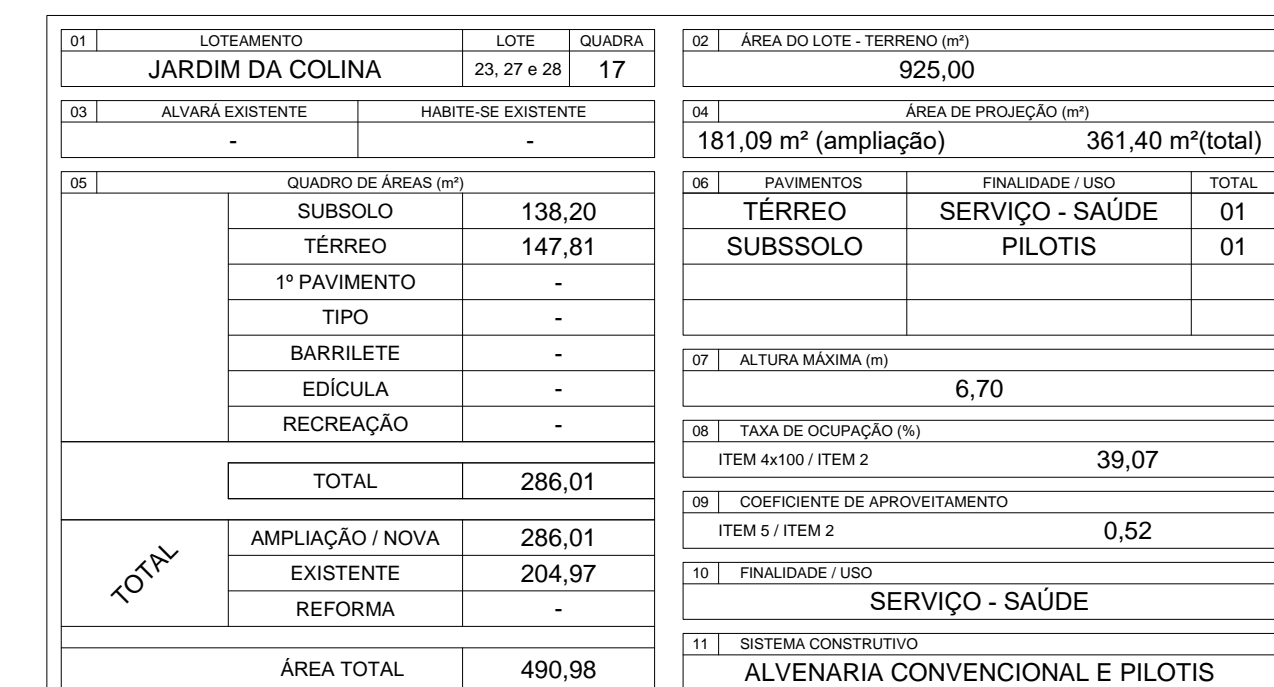 01 LOTEAMENTO LOTE QUADRA
JARDIM DA COLINA 23, 27 e 28 17
03 ALVARÁ EXISTENTE HABITE-SE EXISTENTE
- -
05 QUADRO DE ÁREAS (m²)
SUBSOLO 138,20
TÉRREO 147,81
1º PAVIMENTO -
TIPO -
BARRILETE -
EDÍCULA -
RECREAÇÃO -
TOTAL 286,01
TOTAL
AMPLIAÇÃO / NOVA 286,01
EXISTENTE 204,97
REFORMA -
ÁREA TOTAL 490,98
02 ÁREA DO LOTE - TERRENO (m²)
925,00
04 ÁREA DE PROJEÇÃO (m²)
181,09 m² (ampliação) 361,40 m²(total)
06 PAVIMENTOS FINALIDADE / USO TOTAL
TÉRREO SERVIÇO - SAÚDE 01
SUBSSOLO PILOTIS 01
07 ALTURA MÁXIMA (m)
6,70
08 TAXA DE OCUPAÇÃO (%)
ITEM 4x100 / ITEM 2 39,07
09 COEFICIENTE DE APROVEITAMENTO
ITEM 5 / ITEM 2 0,52
10 FINALIDADE / USO
SERVIÇO - SAÚDE
11 SISTEMA CONSTRUTIVO
ALVENARIA CONVENCIONAL E PILOTIS